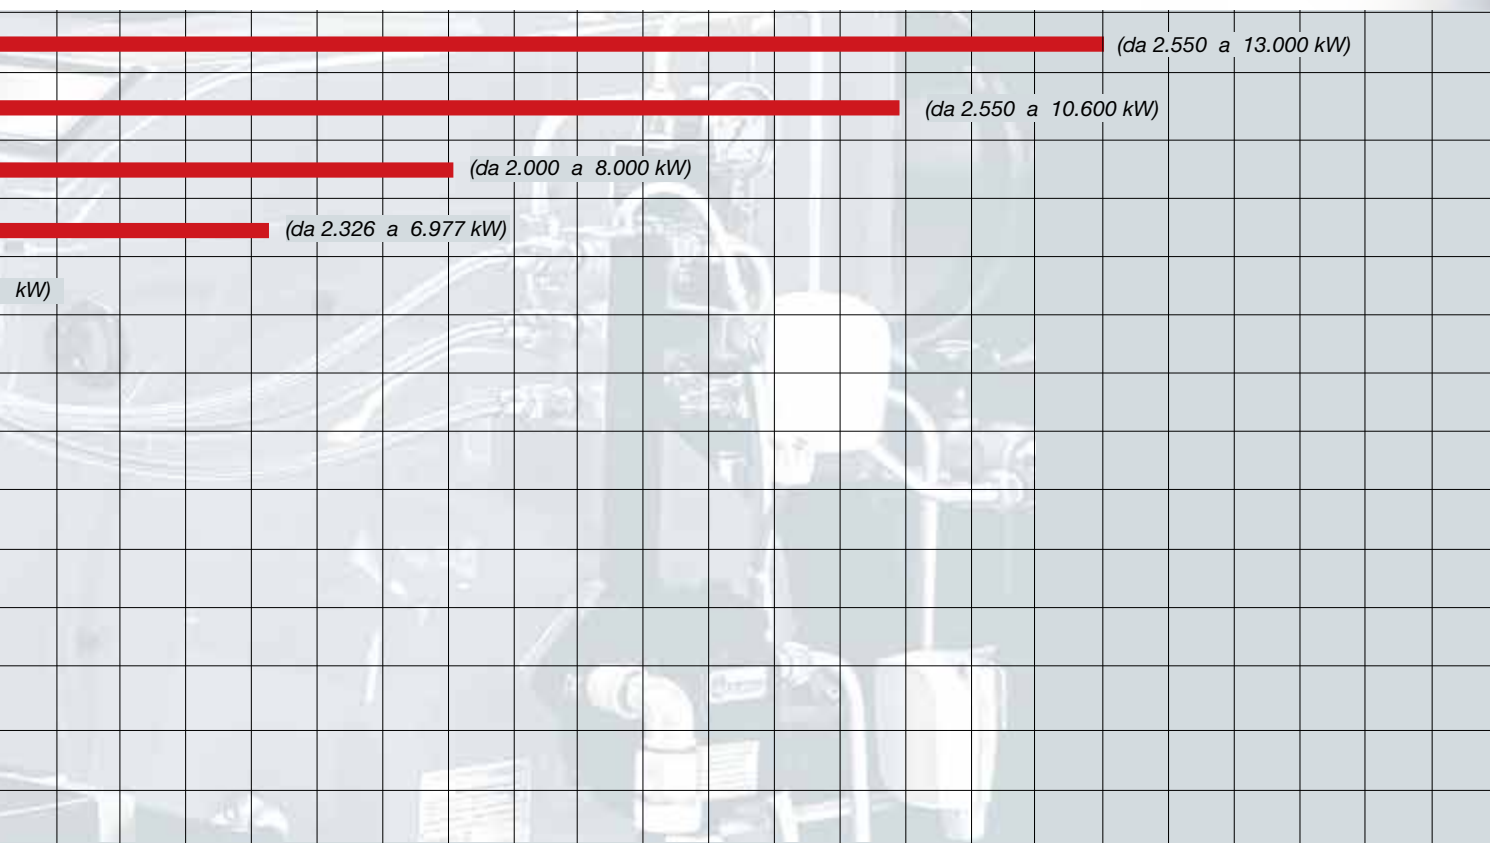 (da 2.550 a 13.000 kW)
(da 2.550 a 10.600 kW)
(da 2.000 a 8.000 kW)
(da 2.326 a 6.977 kW)
kW)